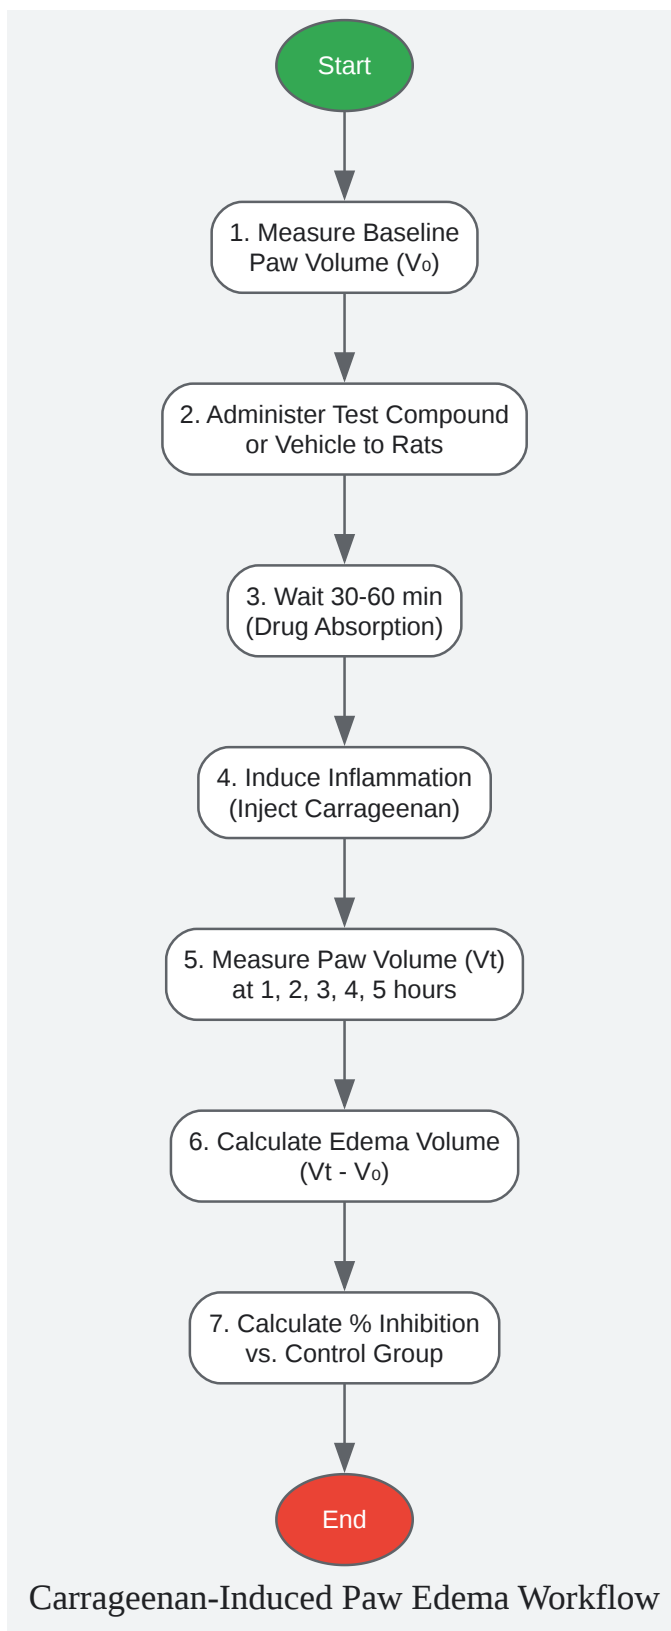 Start
1. Measure Baseline
Paw Volume (V₀)
2. Administer Test Compound
or Vehicle to Rats
3. Wait 30-60 min
(Drug Absorption)
4. Induce Inflammation
(Inject Carrageenan)
5. Measure Paw Volume (Vt)
at 1, 2, 3, 4, 5 hours
6. Calculate Edema Volume
(Vt - V₀)
7. Calculate % Inhibition
vs. Control Group
End
Carrageenan-Induced Paw Edema Workflow